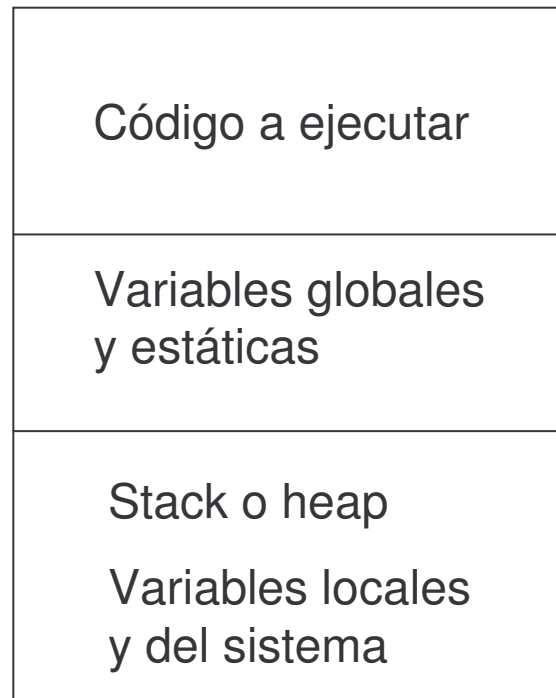 Código a ejecutar
Variables globales
y estáticas
Stack o heap
Variables locales
y del sistema